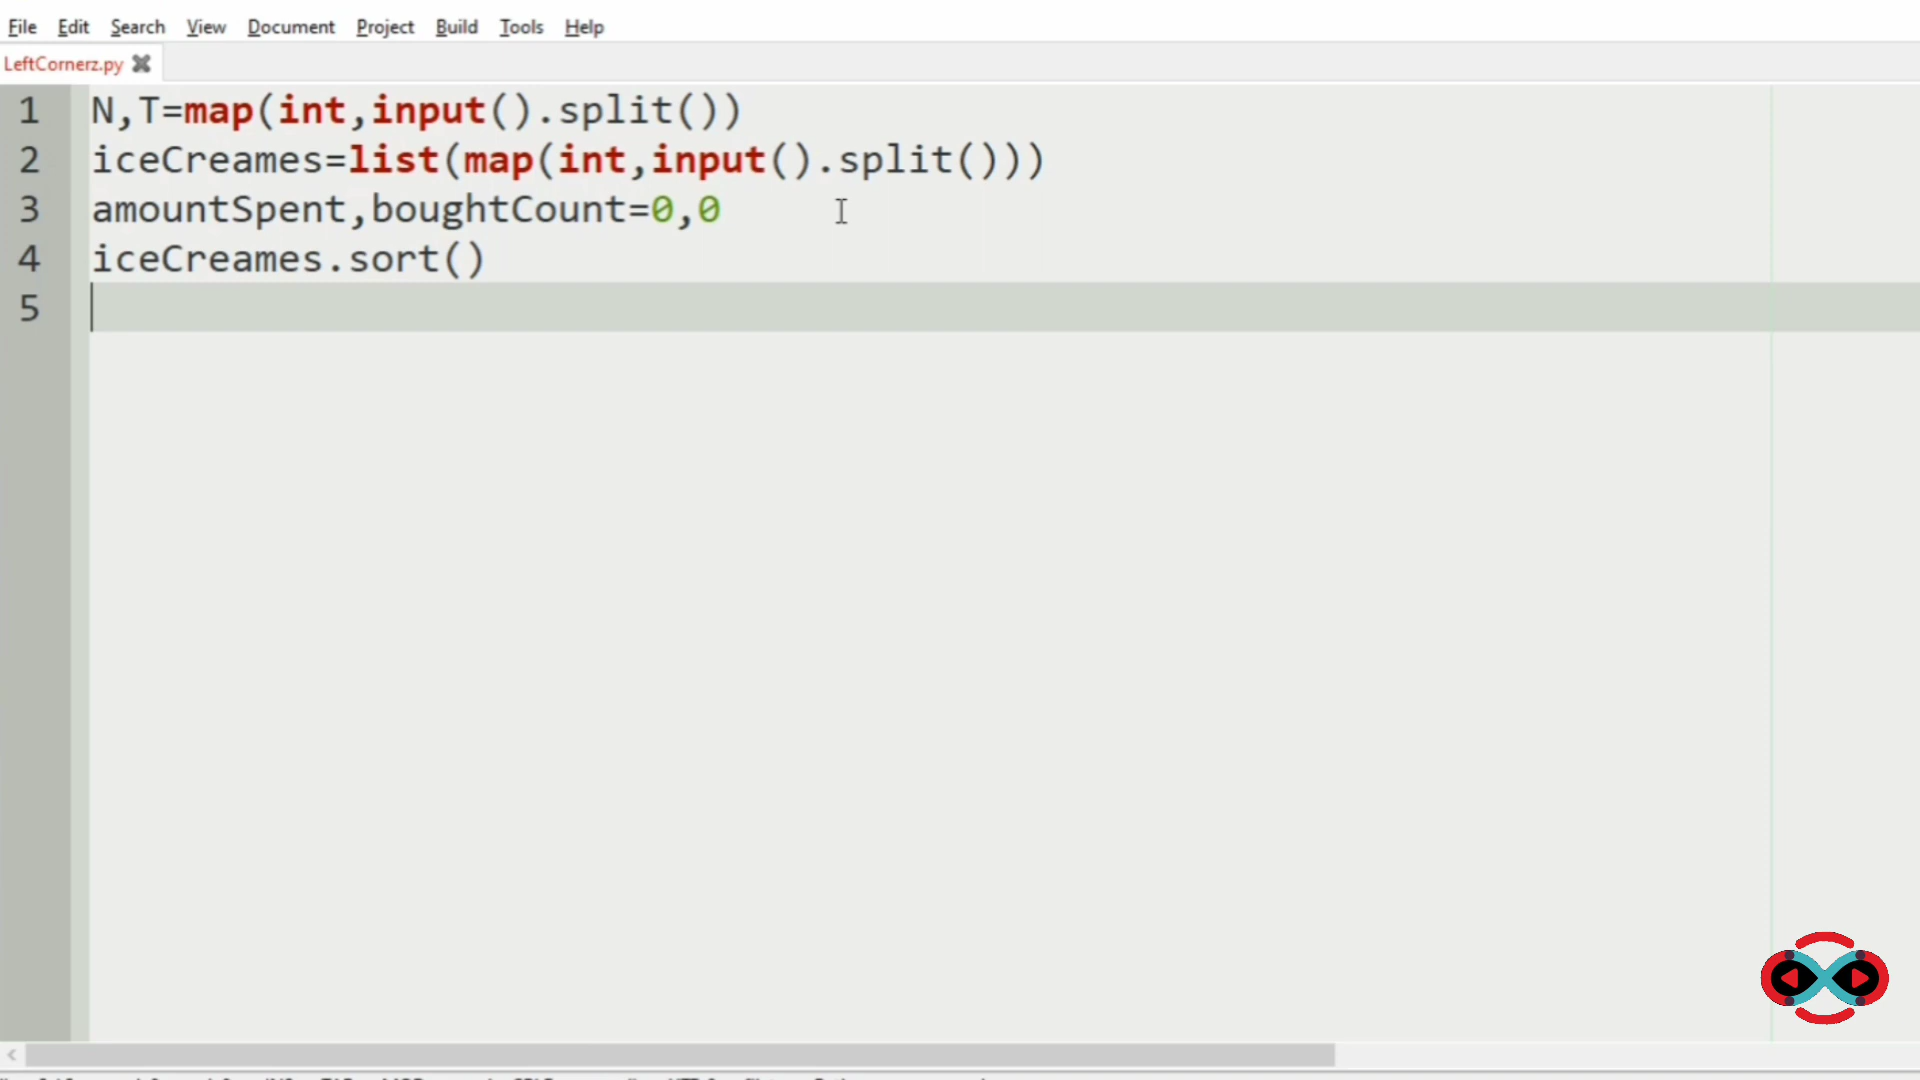 File Edit Search View Document Project Build Tools Help
LeftCornerz.py
1 N,T=map(int,input().split())
2 iceCreames=list(map(int,input().split()))
3 amountSpent,boughtCount=0,0
4 iceCreames.sort()
5